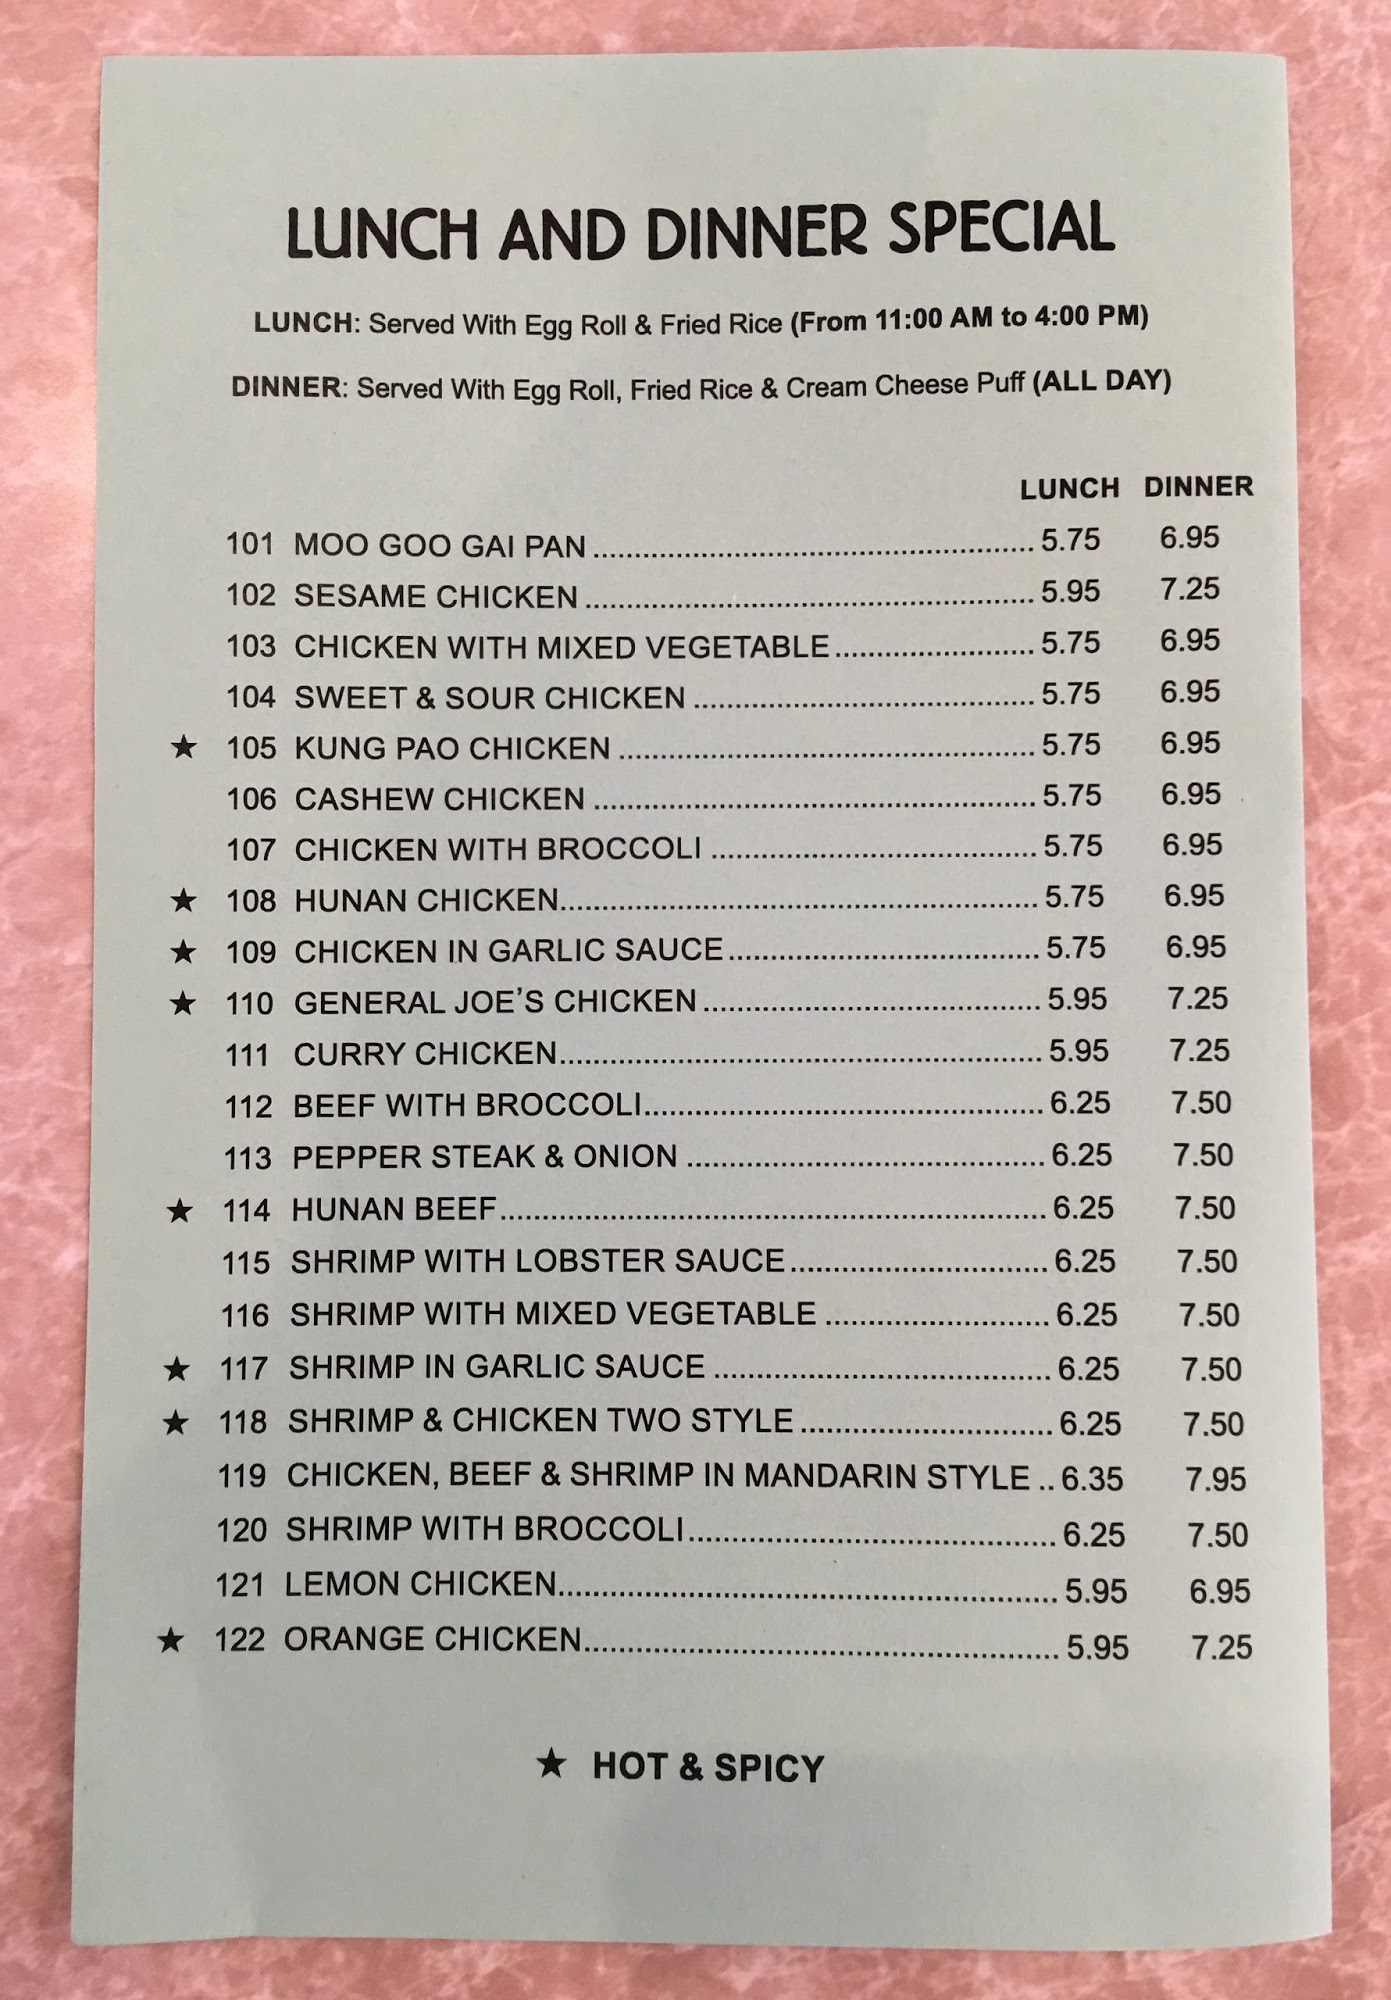 LUNCH AND DINNER SPECIAL
LUNCH: Served With Egg Roll & Fried Rice (From 11:00 AM to 4:00 PM)
DINNER: Served With Egg Roll, Fried Rice & Cream Cheese Puff (ALL DAY)
LUNCH DINNER
101 MOO GOO GAI PAN 5.75 6.95
102 SESAME CHICKEN 5.95 7.25
103 CHICKEN WITH MIXED VEGETABLE 5.75 6.95
104 SWEET & SOUR CHICKEN 5.75 6.95
★ 105 KUNG PAO CHICKEN 5.75 6.95
106 CASHEW CHICKEN 5.75 6.95
107 CHICKEN WITH BROCCOLI 5.75 6.95
★ 108 HUNAN CHICKEN 5.75 6.95
★ 109 CHICKEN IN GARLIC SAUCE 5.75 6.95
★ 110 GENERAL JOE'S CHICKEN 5.95 7.25
111 CURRY CHICKEN 5.95 7.25
112 BEEF WITH BROCCOLI 6.25 7.50
113 PEPPER STEAK & ONION 6.25 7.50
★ 114 HUNAN BEEF 6.25 7.50
115 SHRIMP WITH LOBSTER SAUCE 6.25 7.50
116 SHRIMP WITH MIXED VEGETABLE 6.25 7.50
★ 117 SHRIMP IN GARLIC SAUCE 6.25 7.50
★ 118 SHRIMP & CHICKEN TWO STYLE 6.25 7.50
119 CHICKEN, BEEF & SHRIMP IN MANDARIN STYLE 6.35 7.95
120 SHRIMP WITH BROCCOLI 6.25 7.50
121 LEMON CHICKEN 5.95 6.95
★ 122 ORANGE CHICKEN 5.95 7.25
★ HOT & SPICY